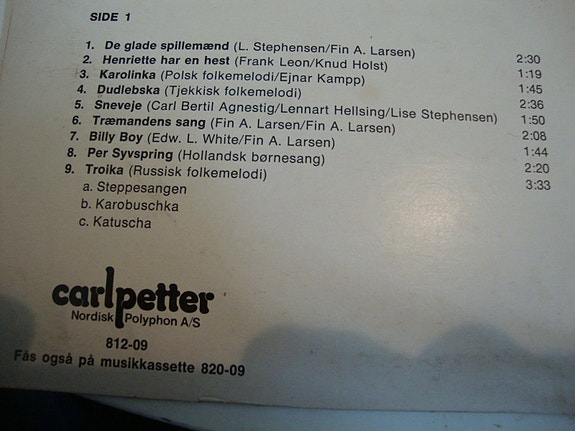 SIDE 1
1. De glade spillemænd (L. Stephensen/Fin A. Larsen) 2:30
2. Henriette har en hest (Frank Leon/Knud Holst) 1:19
3. Karolinka (Polsk folkemelodi/Ejnar Kampp) 1:45
4. Dudlebska (Tjekkisk folkemelodi) 2:36
5. Sneveje (Carl Bertil Agnestig/Lennart Hellsing/Lise Stephensen) 1:50
6. Træmandens sang (Fin A. Larsen/Fin A. Larsen) 2:08
7. Billy Boy (Edw. L. White/Fin A. Larsen) 1:44
8. Per Syvspring (Hollandsk børnesang) 2:20
9. Troika (Russisk folkemelodi) 3:33
a. Steppesangen
b. Karobuschka
c. Katuscha
carlpetter
Nordisk Polyphon A/S
812-09
Fås også på musikkassette 820-09